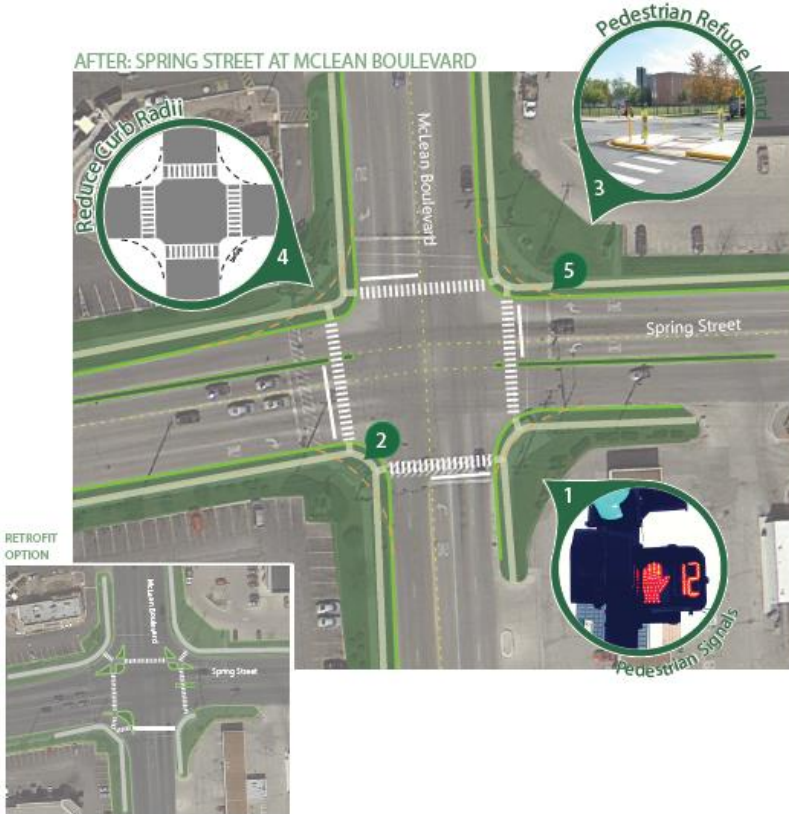 AFTER: SPRING STREET AT MCLEAN BOULEVARD
Pedestrian Refuge Island
3
Reduce Curb Radii
4
McLean Boulevard
5
Spring Street
2
1
12
Pedestrian Signals
RETROFIT
OPTION
McLean Boulevard
Spring Street